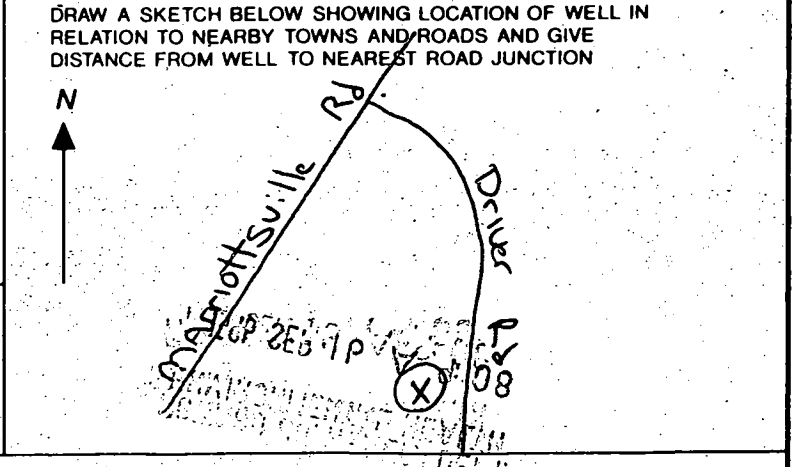 DRAW A SKETCH BELOW SHOWING LOCATION OF WELL IN
RELATION TO NEARBY TOWNS AND ROADS AND GIVE
DISTANCE FROM WELL TO NEAREST ROAD JUNCTION
N
Marriottsville Rd.
Driver Rd
X